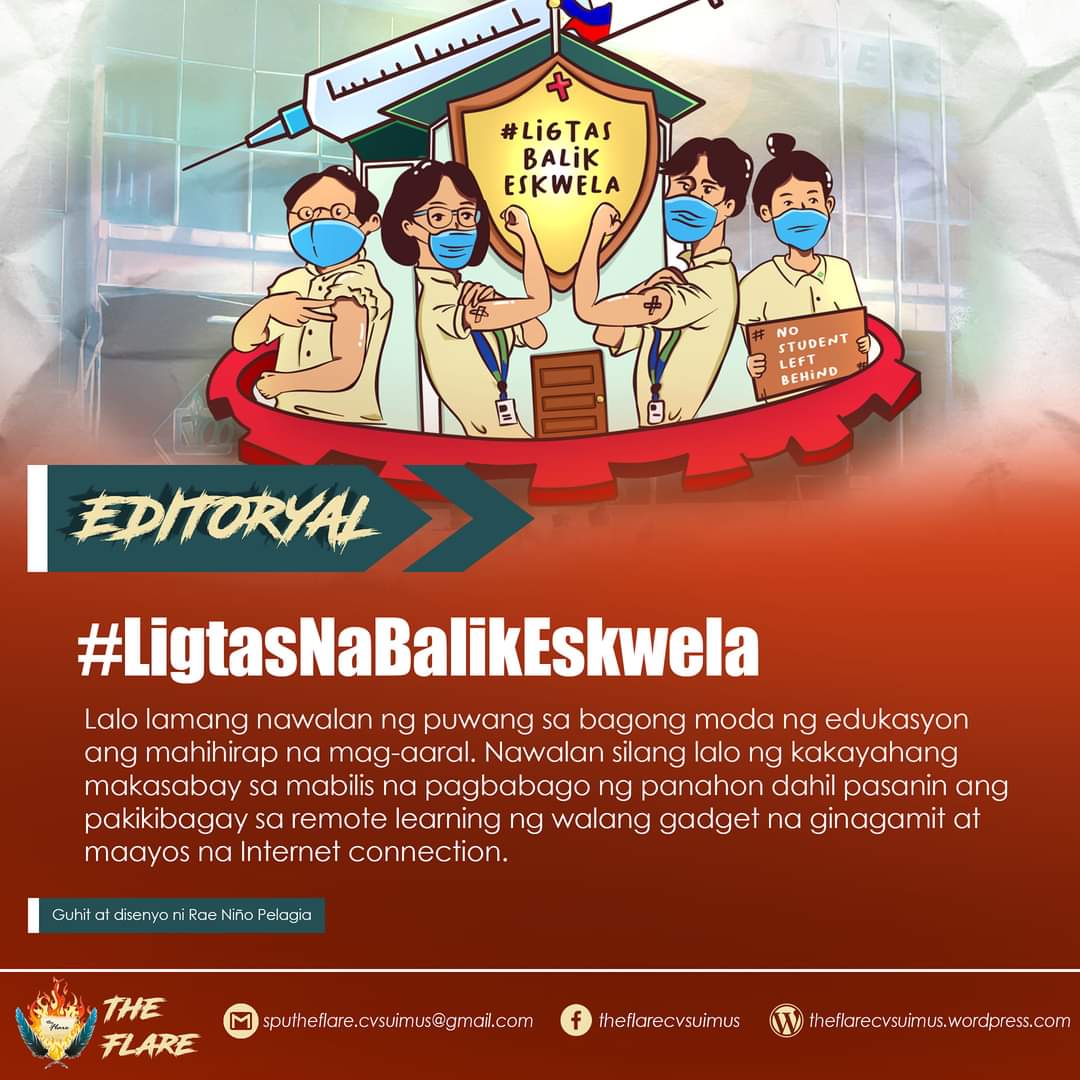 #LiGTAS
BALiK
ESKWELA
# NO
STUDENT
LEFT
BEHiND
EDITORYAL
#LigtasNaBalikEskwela
Lalo lamang nawalan ng puwang sa bagong moda ng edukasyon
ang mahihirap na mag-aaral. Nawalan silang lalo ng kakayahang
makasabay sa mabilis na pagbabago ng panahon dahil pasanin ang
pakikibagay sa remote learning ng walang gadget na ginagamit at
maayos na Internet connection.
Guhit at disenyo ni Rae Niño Pelagia
The Flare
THE
FLARE
sputheflare.cvsuimus@gmail.com
theflarecvsuimus
theflarecvsuimus.wordpress.com